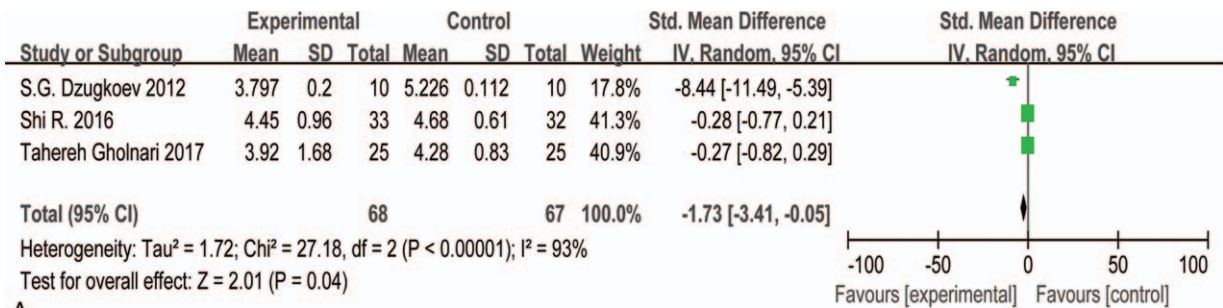 Experimental Control Std. Mean Difference Std. Mean Difference
Study or Subgroup Mean SD Total Mean SD Total Weight IV, Random, 95% CI IV, Random, 95% CI
S.G. Dzugkoev 2012 3.797 0.2 10 5.226 0.112 10 17.8% -8.44 [-11.49, -5.39]
Shi R. 2016 4.45 0.96 33 4.68 0.61 32 41.3% -0.28 [-0.77, 0.21]
Tahereh Gholnari 2017 3.92 1.68 25 4.28 0.83 25 40.9% -0.27 [-0.82, 0.29]
Total (95% CI) 68 67 100.0% -1.73 [-3.41, -0.05]
Heterogeneity: Tau² = 1.72; Chi² = 27.18, df = 2 (P < 0.00001); I² = 93%
Test for overall effect: Z = 2.01 (P = 0.04)
-100 -50 0 50 100
Favours [experimental] Favours [control]